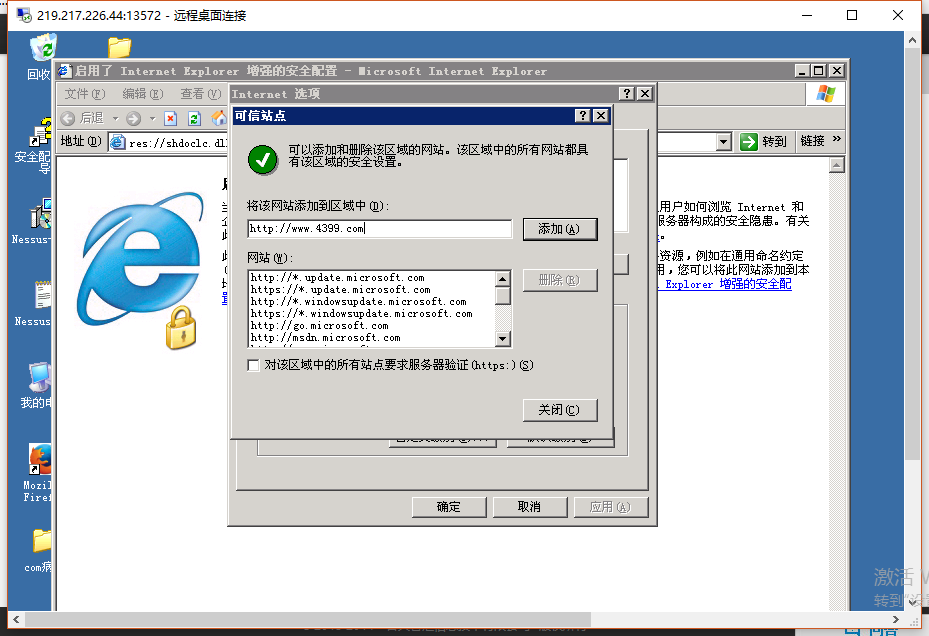 219.217.226.44:13572 - 远程桌面连接
回收
启用了 Internet Explorer 增强的安全配置 - Microsoft Internet Explorer
文件(F) 编辑(E) 查看(V)
Internet 选项
后退
地址(D)
res://shdoclc.dl
转到
链接
可信站点
可以添加和删除该区域的网站。该区域中的所有网站都具
有该区域的安全设置。
将该网站添加到区域中(D):
http://www.4399.com
添加(A)
网站(W):
http://*.update.microsoft.com
https://*.update.microsoft.com
http://*.windowsupdate.microsoft.com
https://*.windowsupdate.microsoft.com
http://go.microsoft.com
http://msdn.microsoft.com
删除(R)
对该区域中的所有站点要求服务器验证(https:)(S)
关闭(C)
确定
取消
应用(A)
用户如何浏览 Internet 和
服务器构成的安全隐患。有关
资源，例如在通用命名约定
用，您可以将此网站添加到本
Explorer 增强的安全配
安全配
导
Nessus
Nessus
我的电
Mozil
Firef
com病
激活 W
转到"设置